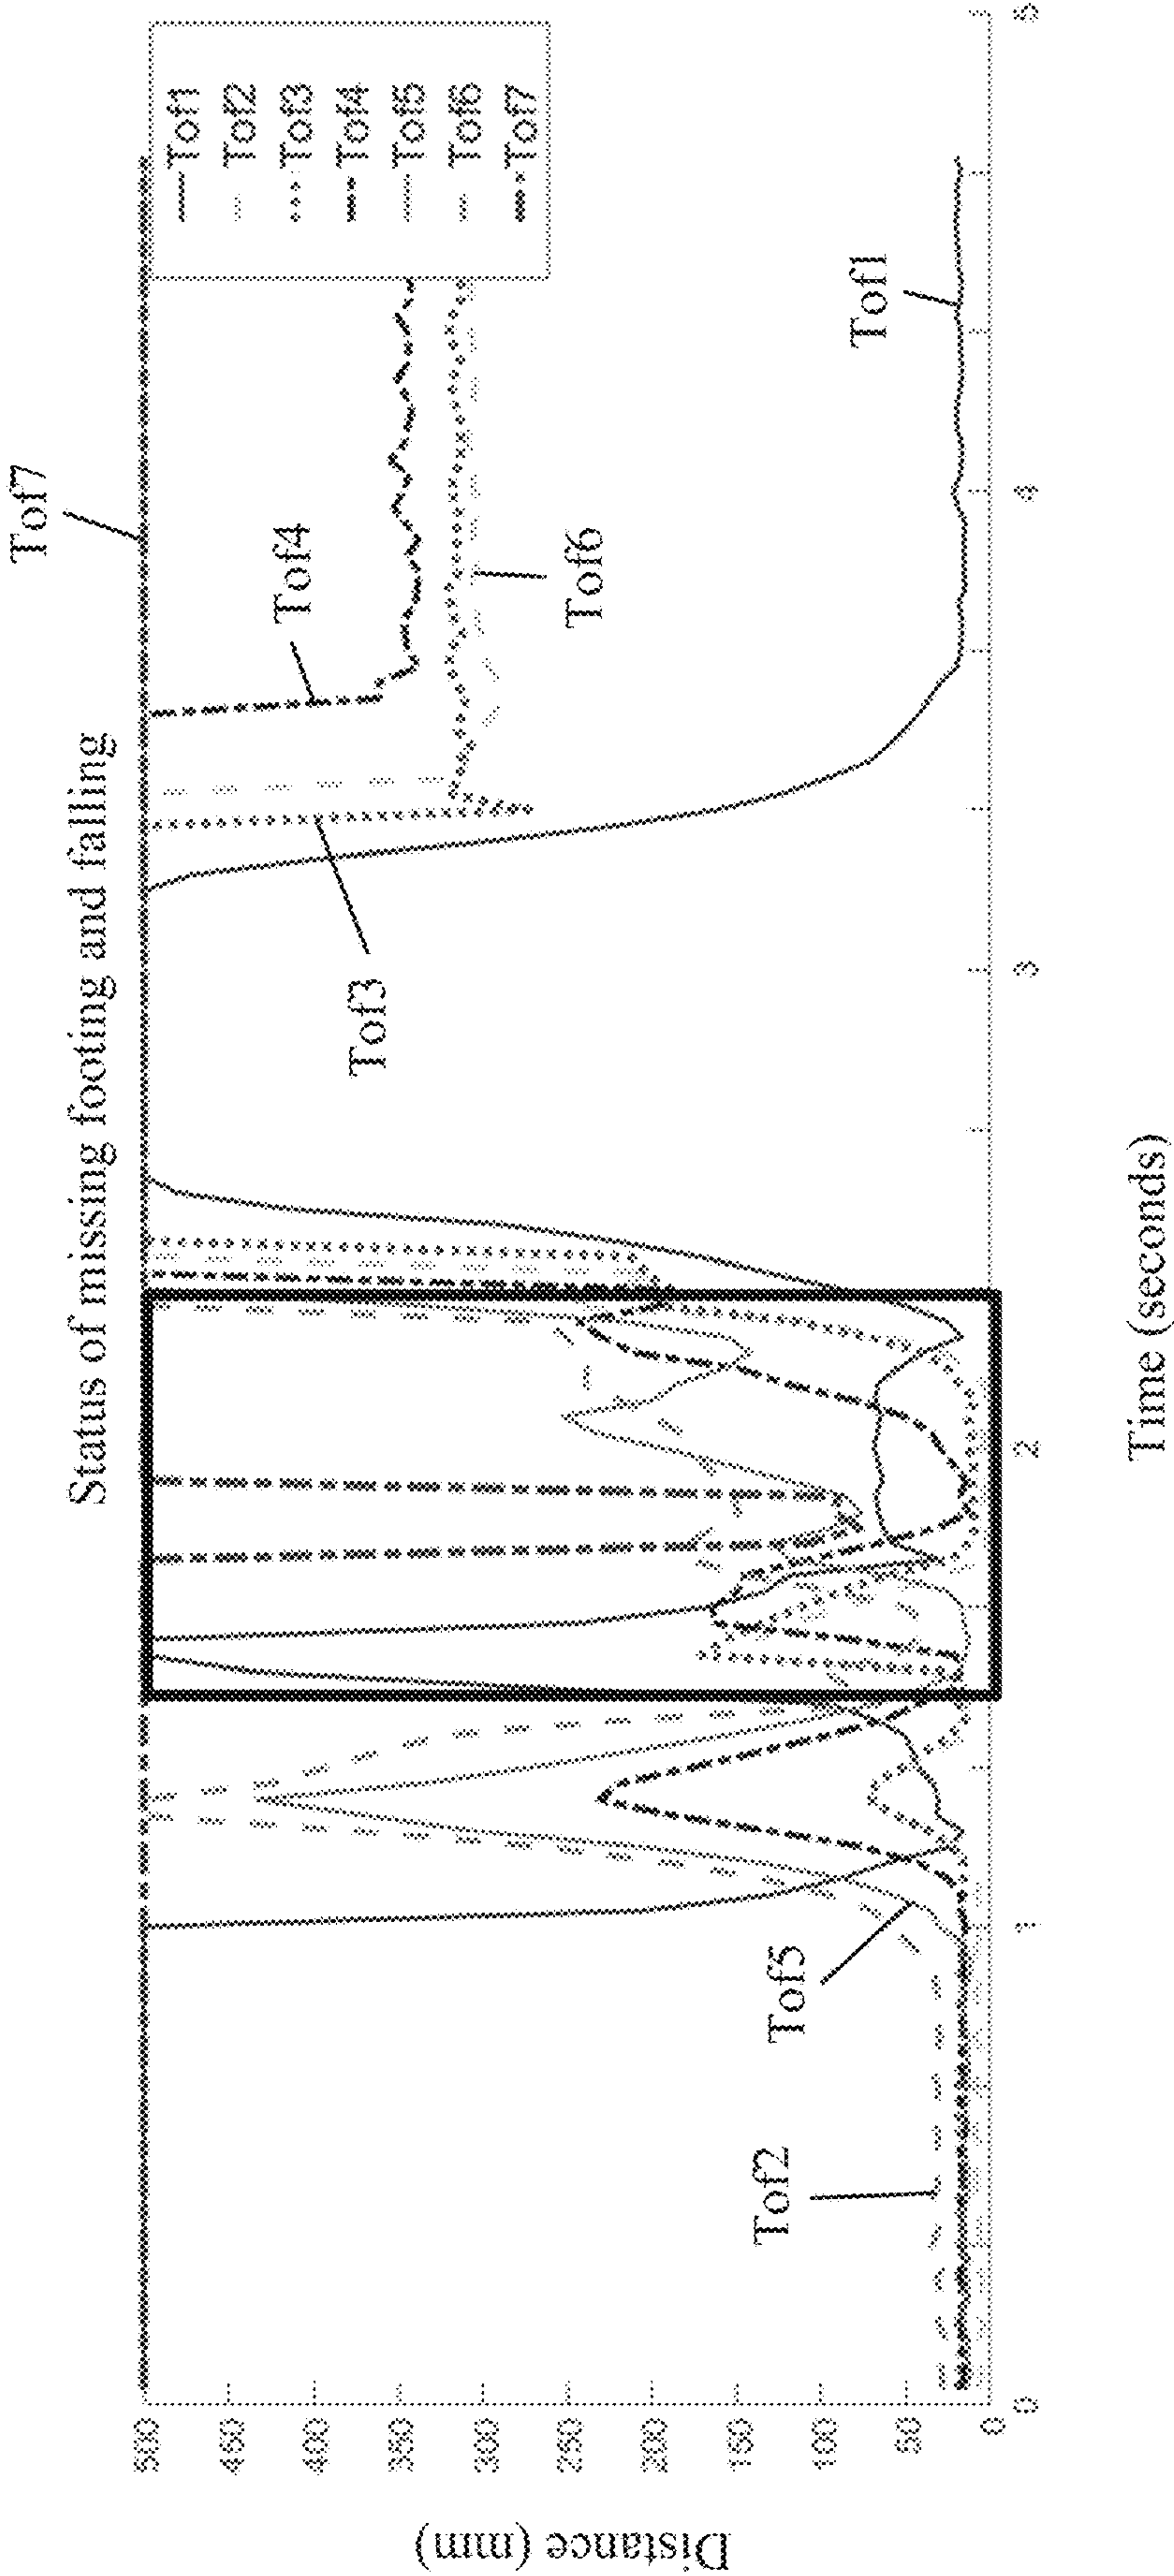 Status of missing footing and falling
Distance (mm)
500
450
400
350
300
250
200
150
100
50
0
Tof7
Tof4
Tof3
Tof6
Tof1
Tof2
Tof5
Tof1
Tof2
Tof3
Tof4
Tof5
Tof6
Tof7
0
1
2
3
4
5
Time (seconds)